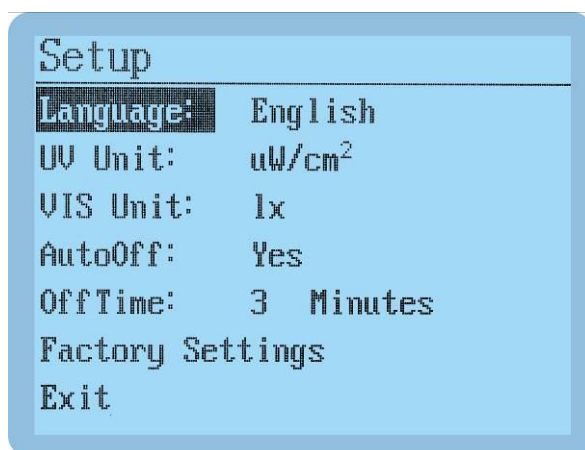 Setup
Language: English
UV Unit: uW/cm²
VIS Unit: lx
AutoOff: Yes
OffTime: 3 Minutes
Factory Settings
Exit